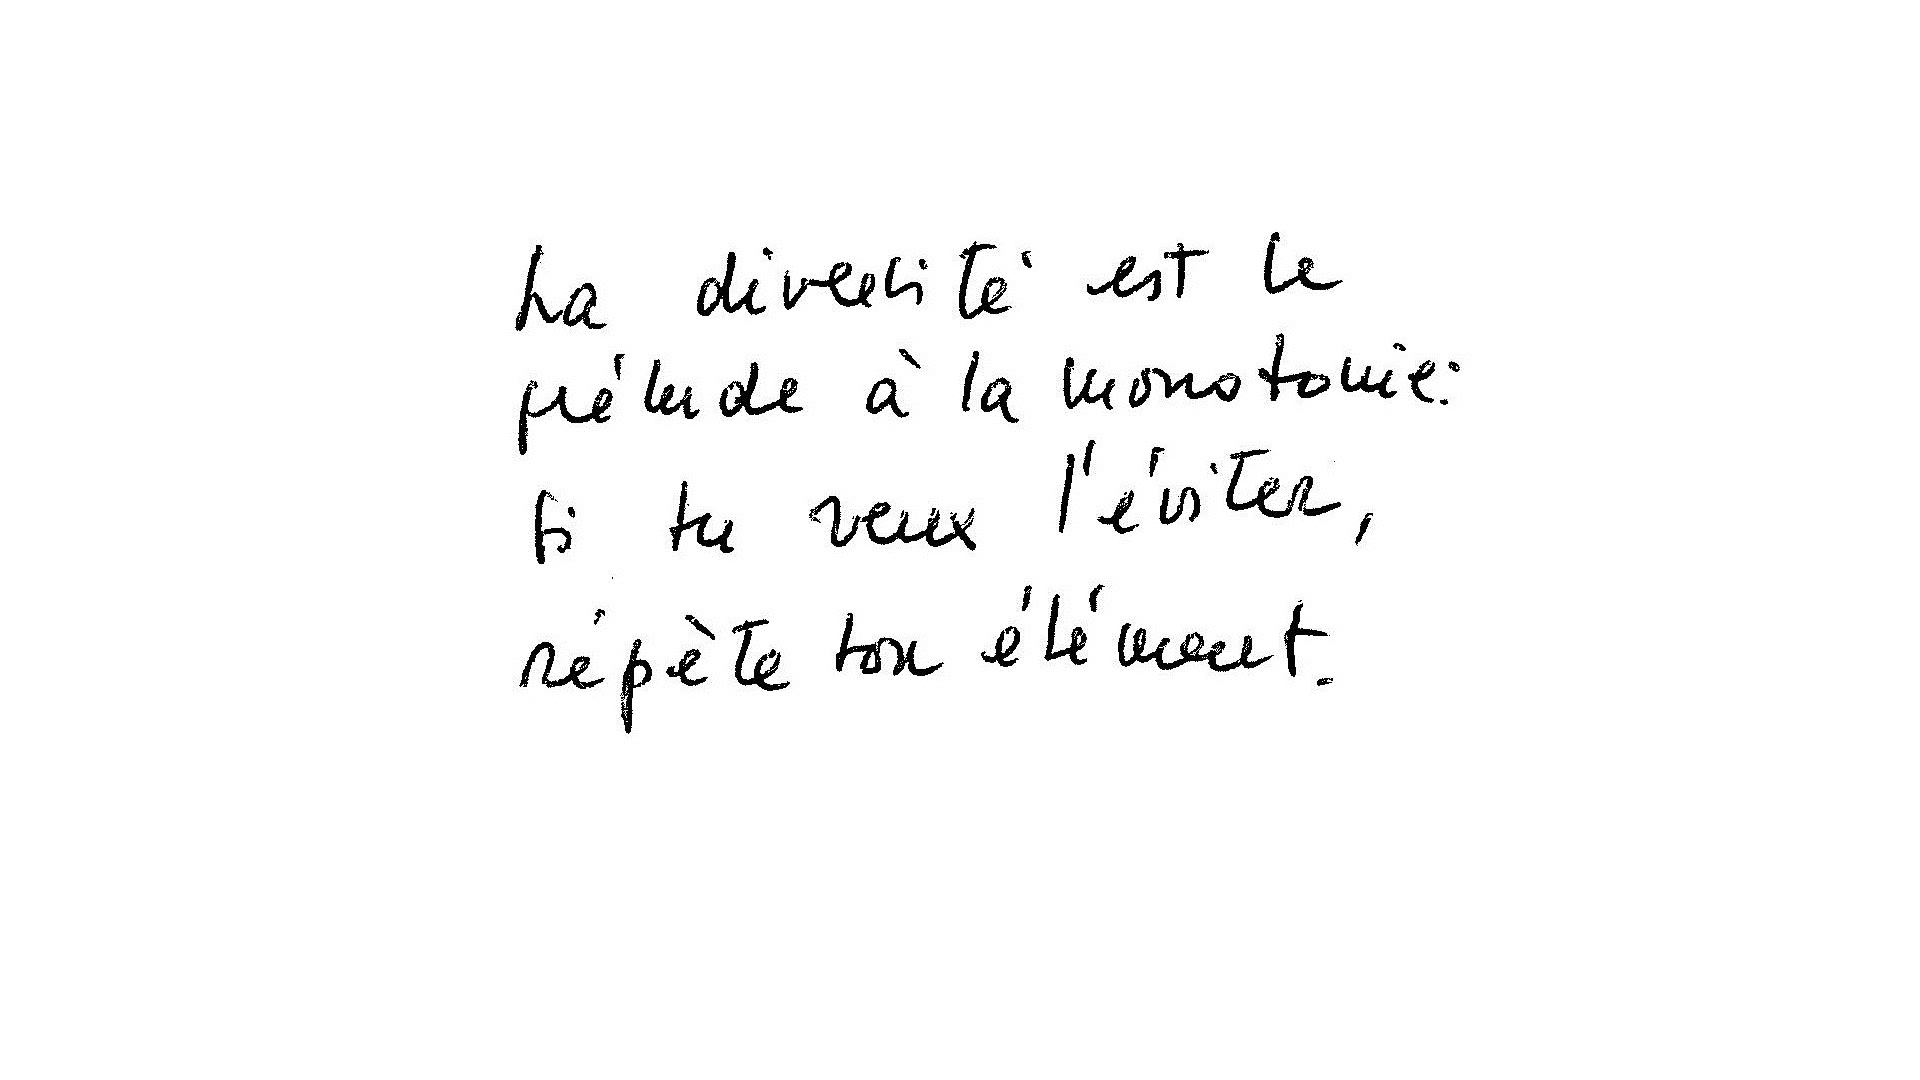 La diversité est le
prélude à la monotonie:
si tu veux l'éviter,
répète ton élément.